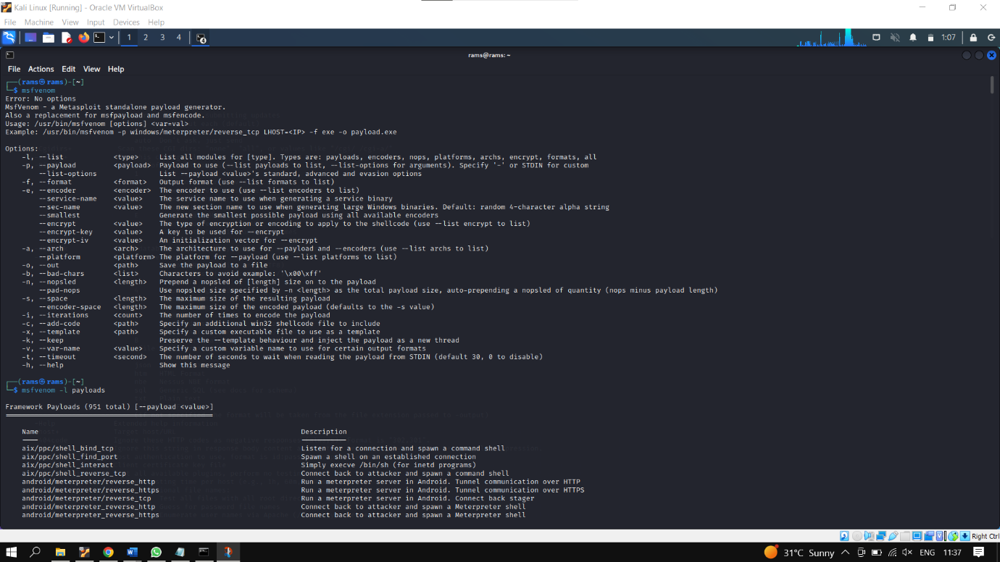 Kali Linux [Running] - Oracle VM VirtualBox
File Machine View Input Devices Help
1 2 3 4 4 1:07
rams@rams: ~
File Actions Edit View Help
┌──(rams㉿rams)-[~]
└─$ msfvenom
Error: No options
MsfVenom - a Metasploit standalone payload generator.
Also a replacement for msfpayload and msfencode.
Usage: /usr/bin/msfvenom [options] <var=val>
Example: /usr/bin/msfvenom -p windows/meterpreter/reverse_tcp LHOST=<IP> -f exe -o payload.exe
Options:
-l, --list <type> List all modules for [type]. Types are: payloads, encoders, nops, platforms, archs, encrypt, formats, all
-p, --payload <payload> Payload to use (--list payloads to list, --list-options for arguments). Specify '-' or STDIN for custom
--list-options List --payload <value>'s standard, advanced and evasion options
-f, --format <format> Output format (use --list formats to list)
-e, --encoder <encoder> The encoder to use (use --list encoders to list)
--service-name <value> The service name to use when generating a service binary
--sec-name <value> The new section name to use when generating large Windows binaries. Default: random 4-character alpha string
--smallest Generate the smallest possible payload using all available encoders
--encrypt <value> The type of encryption or encoding to apply to the shellcode (use --list encrypt to list)
--encrypt-key <value> A key to be used for --encrypt
--encrypt-iv <value> An initialization vector for --encrypt
-a, --arch <arch> The architecture to use for --payload and --encoders (use --list archs to list)
--platform <platform> The platform for --payload (use --list platforms to list)
-o, --out <path> Save the payload to a file
-b, --bad-chars <list> Characters to avoid example: '\x00\xff'
-n, --nopsled <length> Prepend a nopsled of [length] size on to the payload
--pad-nops Use nopsled size specified by -n <length> as the total payload size, auto-prepending a nopsled of quantity (nops minus payload length)
-s, --space <length> The maximum size of the resulting payload
--encoder-space <length> The maximum size of the encoded payload (defaults to the -s value)
-i, --iterations <count> The number of times to encode the payload
-c, --add-code <path> Specify an additional win32 shellcode file to include
-x, --template <path> Specify a custom executable file to use as a template
-k, --keep Preserve the --template behaviour and inject the payload as a new thread
-v, --var-name <value> Specify a custom variable name to use for certain output formats
-t, --timeout <second> The number of seconds to wait when reading the payload from STDIN (default 30, 0 to disable)
-h, --help Show this message
┌──(rams㉿rams)-[~]
└─$ msfvenom -l payloads
Framework Payloads (951 total) [--payload <value>]
Name Description
aix/ppc/shell_bind_tcp Listen for a connection and spawn a command shell
aix/ppc/shell_find_port Spawn a shell on an established connection
aix/ppc/shell_interact Simply execve /bin/sh (for inetd programs)
aix/ppc/shell_reverse_tcp Connect back to attacker and spawn a command shell
android/meterpreter/reverse_http Run a meterpreter server in Android. Tunnel communication over HTTP
android/meterpreter/reverse_https Run a meterpreter server in Android. Tunnel communication over HTTPS
android/meterpreter/reverse_tcp Run a meterpreter server in Android. Connect back stager
android/meterpreter_reverse_http Connect back to attacker and spawn a Meterpreter shell
android/meterpreter_reverse_https Connect back to attacker and spawn a Meterpreter shell
Right Ctrl
31°C Sunny ENG 11:37